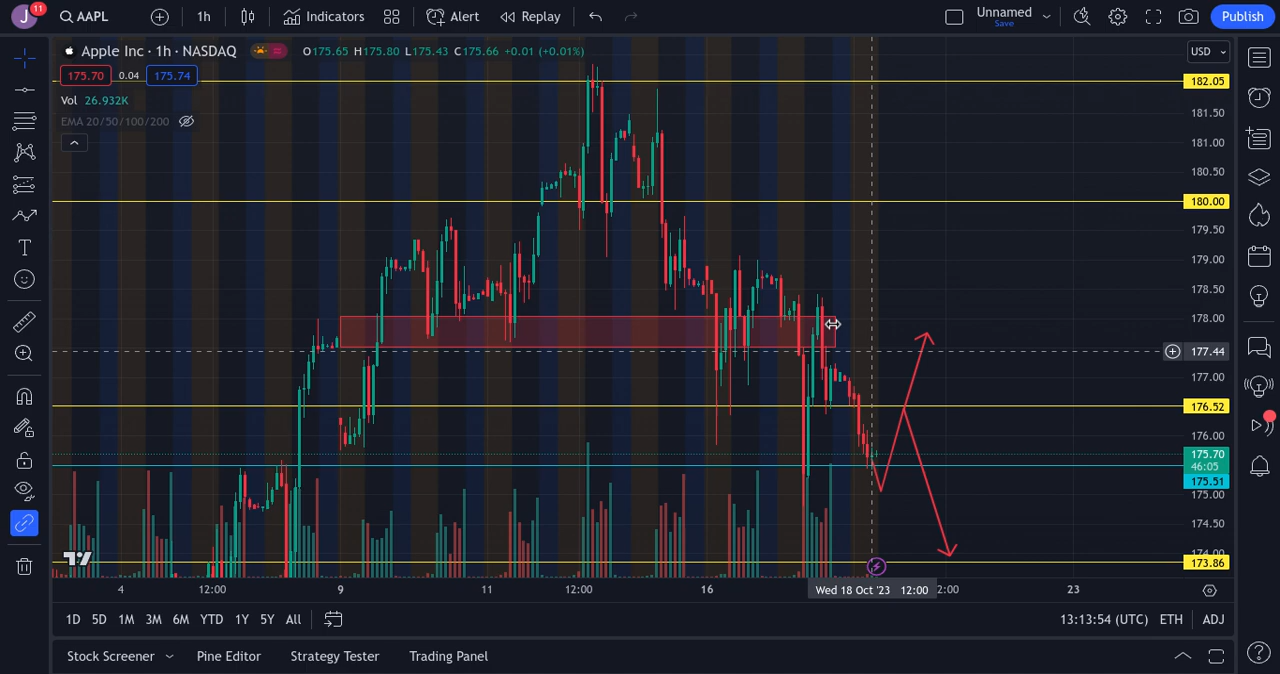 J 11 AAPL 1h Indicators Alert Replay Unnamed Save Publish
Apple Inc · 1h · NASDAQ O175.65 H175.80 L175.43 C175.66 +0.01 (+0.01%) USD
175.70 0.04 175.74
182.05
Vol 26.932K
181.50
EMA 20/50/100/200
181.00
180.50
180.00
179.50
179.00
178.50
178.00
177.44
177.00
176.52
176.00
175.70
46:05
175.51
175.00
174.50
174.00
173.86
4 12:00 9 11 12:00 16 Wed 18 Oct '23 12:00 2:00 23
1D 5D 1M 3M 6M YTD 1Y 5Y All 13:13:54 (UTC) ETH ADJ
Stock Screener Pine Editor Strategy Tester Trading Panel